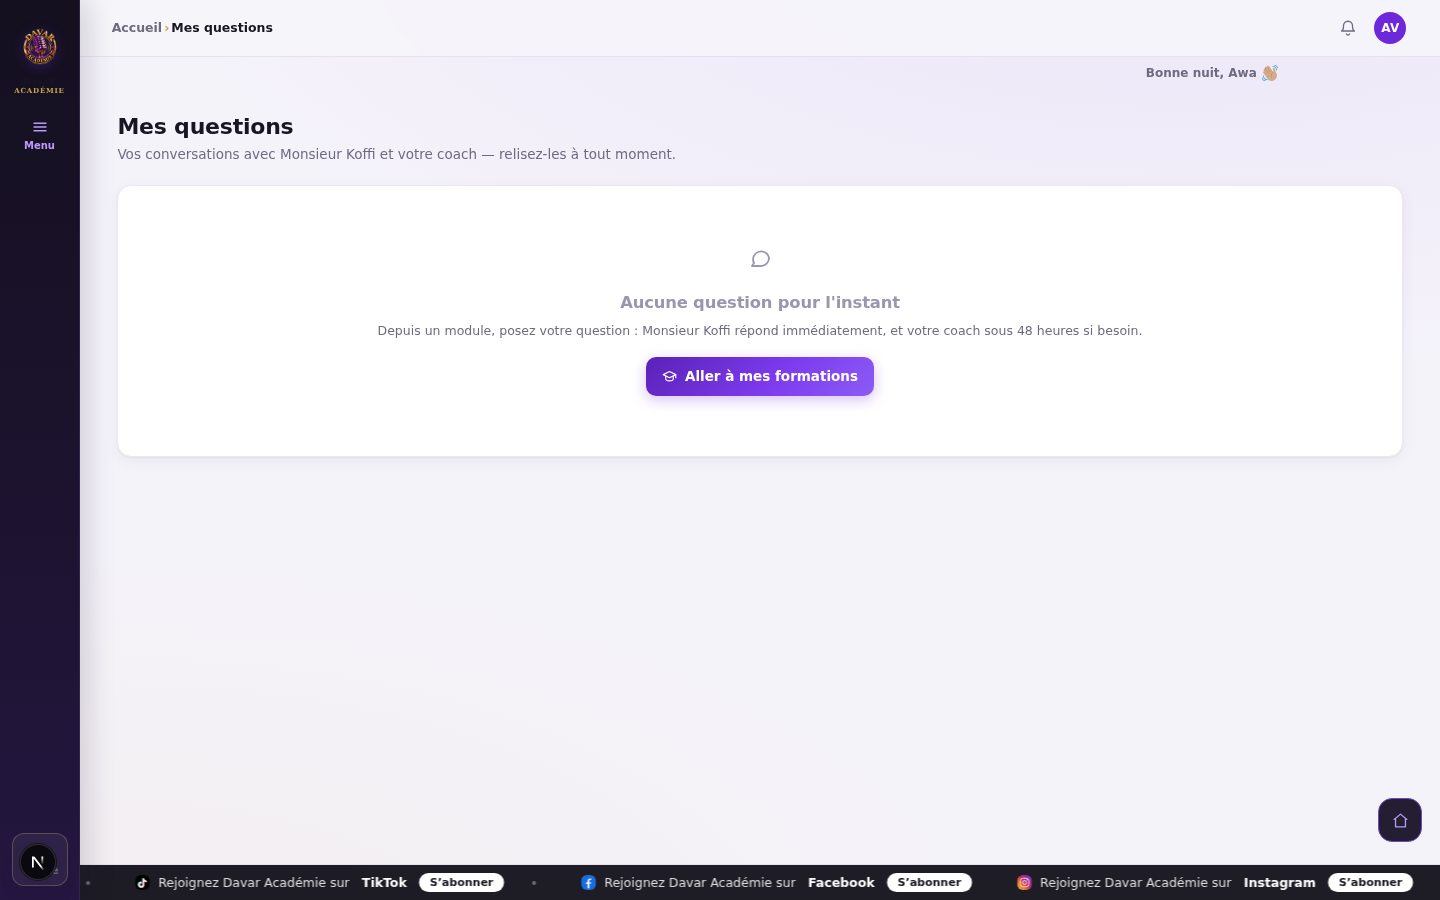 DAVAR
ACADÉMIE
Menu
Accueil › Mes questions
AV
Bonne nuit, Awa 👋🏽
Mes questions
Vos conversations avec Monsieur Koffi et votre coach — relisez-les à tout moment.
Aucune question pour l'instant
Depuis un module, posez votre question : Monsieur Koffi répond immédiatement, et votre coach sous 48 heures si besoin.
Aller à mes formations
N
• Rejoignez Davar Académie sur TikTok S’abonner • Rejoignez Davar Académie sur Facebook S’abonner Rejoignez Davar Académie sur Instagram S’abonner